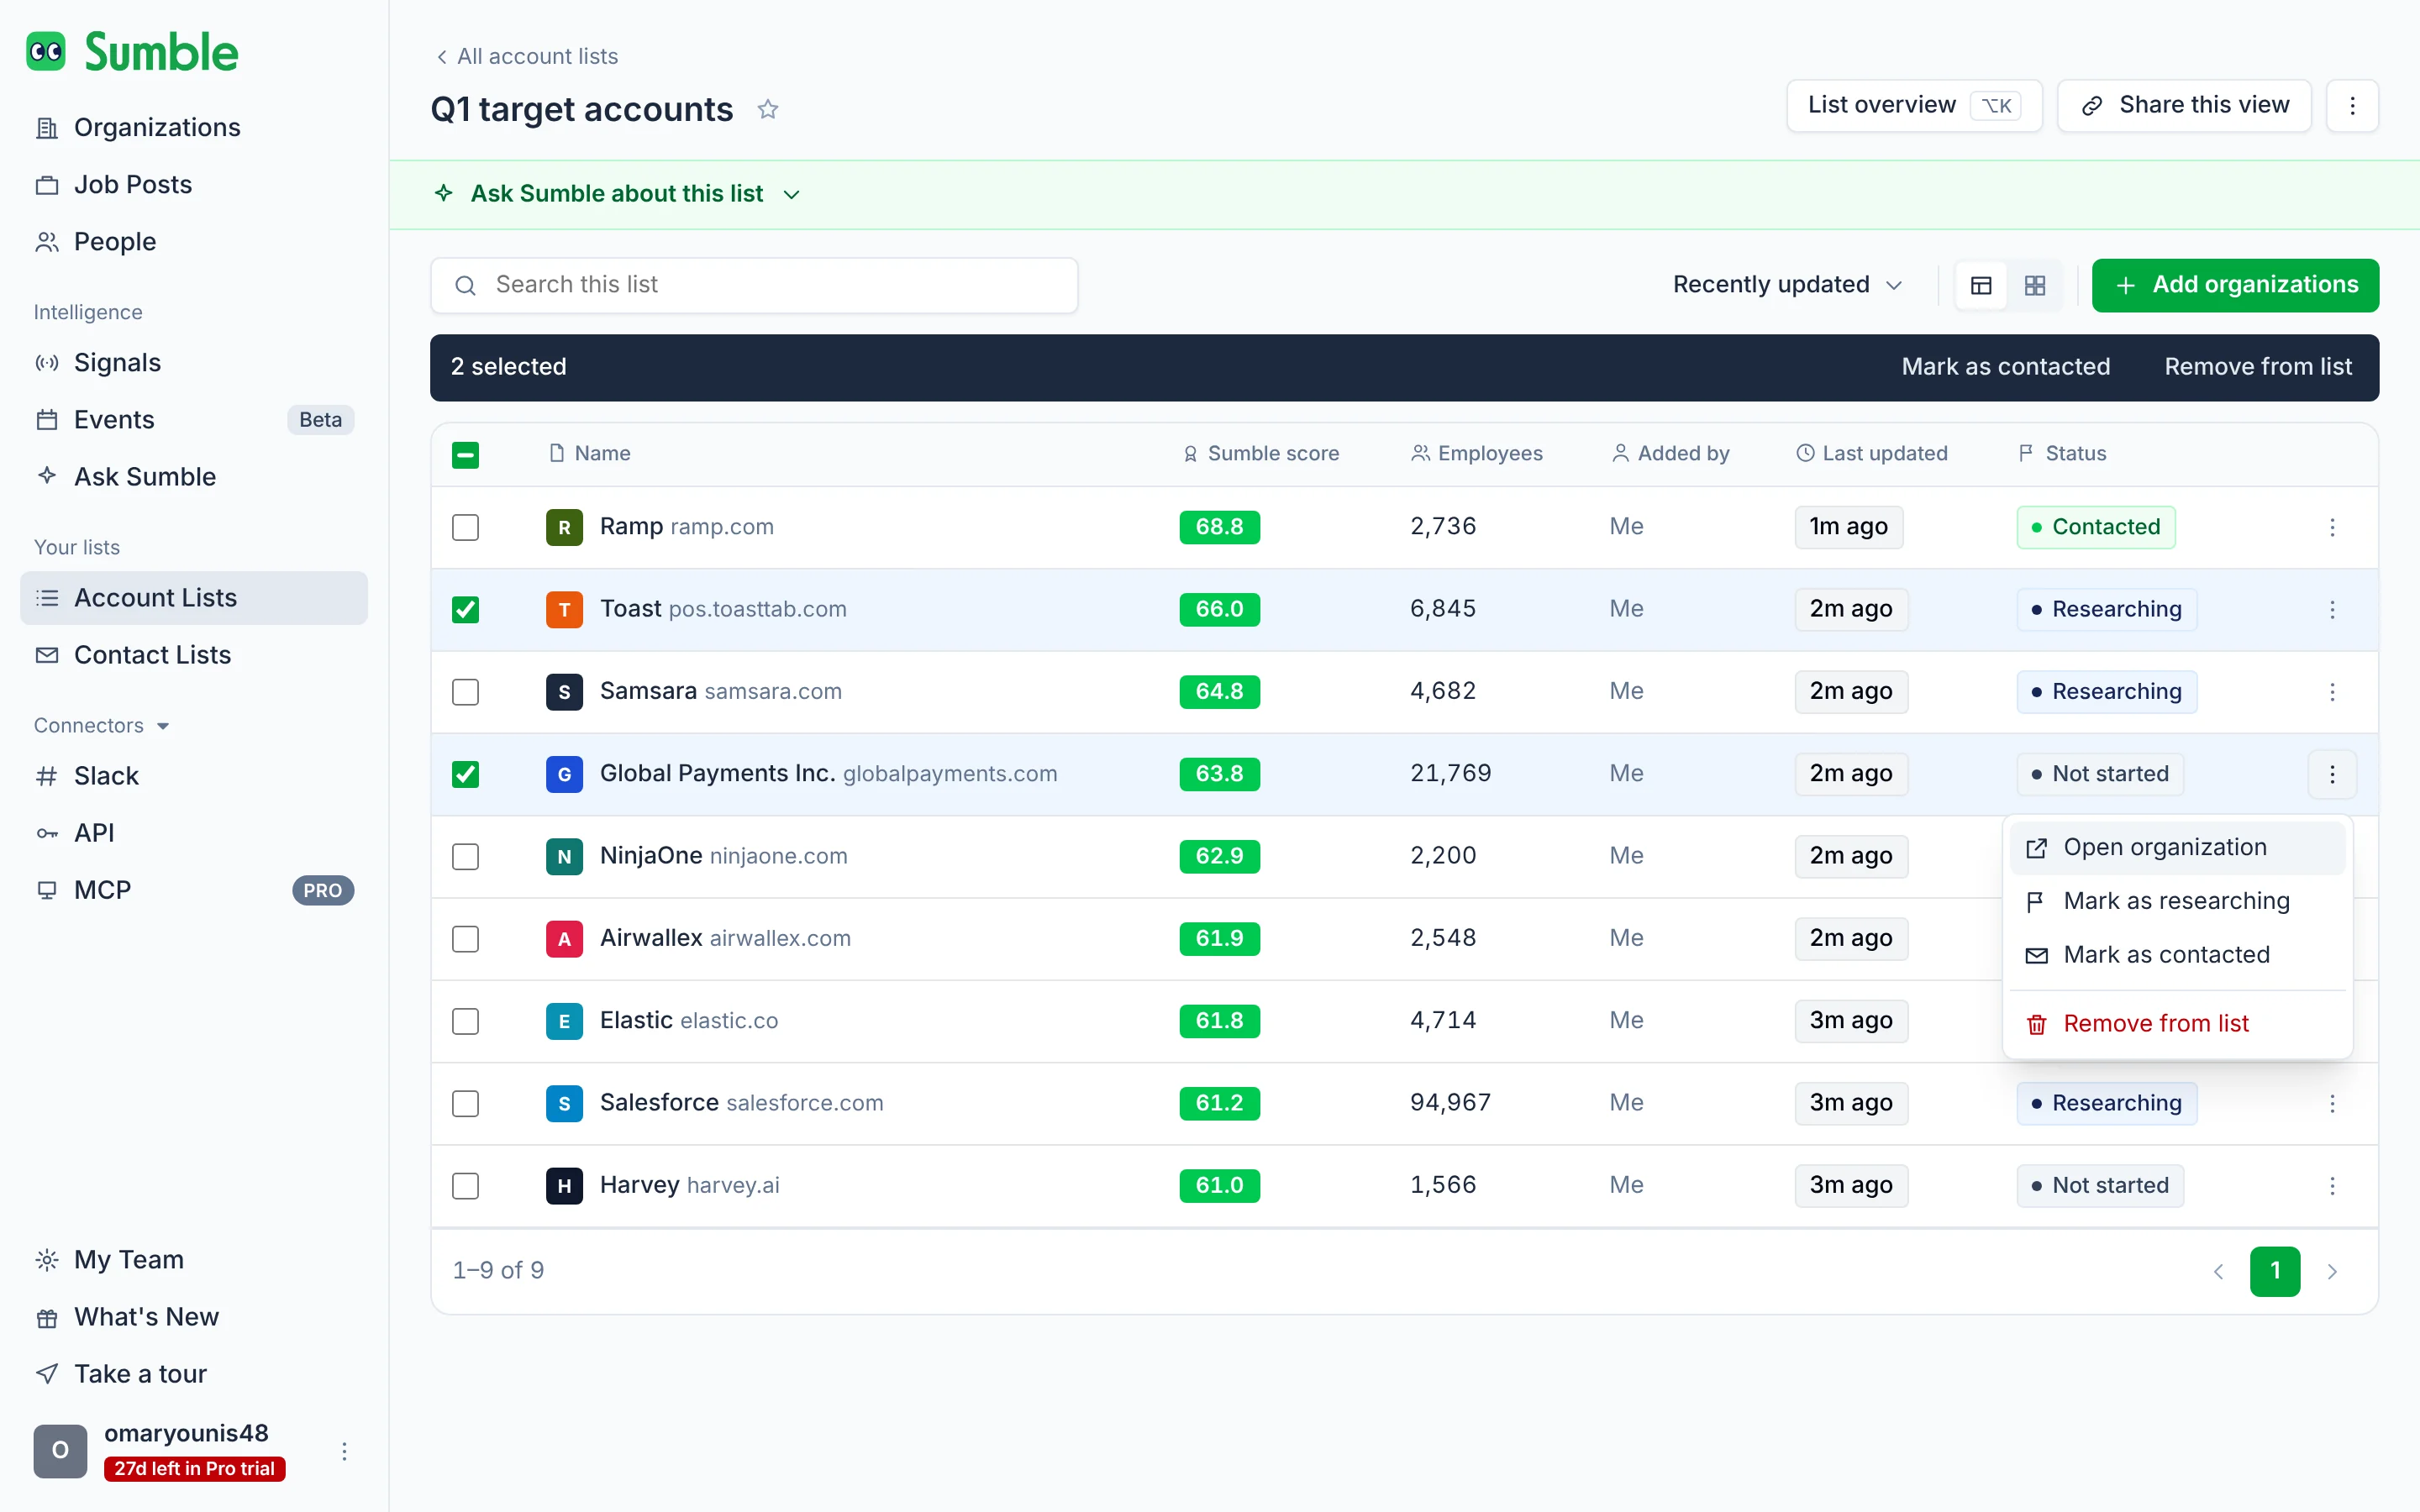 Sumble
Organizations
Job Posts
People
Intelligence
Signals
Events Beta
Ask Sumble
Your lists
Account Lists
Contact Lists
Connectors
Slack
API
MCP PRO
My Team
What's New
Take a tour
O omaryounis48
27d left in Pro trial
All account lists
Q1 target accounts
List overview ⌥K Share this view
Ask Sumble about this list
Search this list Recently updated Add organizations
2 selected Mark as contacted Remove from list
Name Sumble score Employees Added by Last updated Status
R Ramp ramp.com 68.8 2,736 Me 1m ago Contacted
T Toast pos.toasttab.com 66.0 6,845 Me 2m ago Researching
S Samsara samsara.com 64.8 4,682 Me 2m ago Researching
G Global Payments Inc. globalpayments.com 63.8 21,769 Me 2m ago Not started
N NinjaOne ninjaone.com 62.9 2,200 Me 2m ago
A Airwallex airwallex.com 61.9 2,548 Me 2m ago
E Elastic elastic.co 61.8 4,714 Me 3m ago
S Salesforce salesforce.com 61.2 94,967 Me 3m ago Researching
H Harvey harvey.ai 61.0 1,566 Me 3m ago Not started
Open organization
Mark as researching
Mark as contacted
Remove from list
1–9 of 9 1